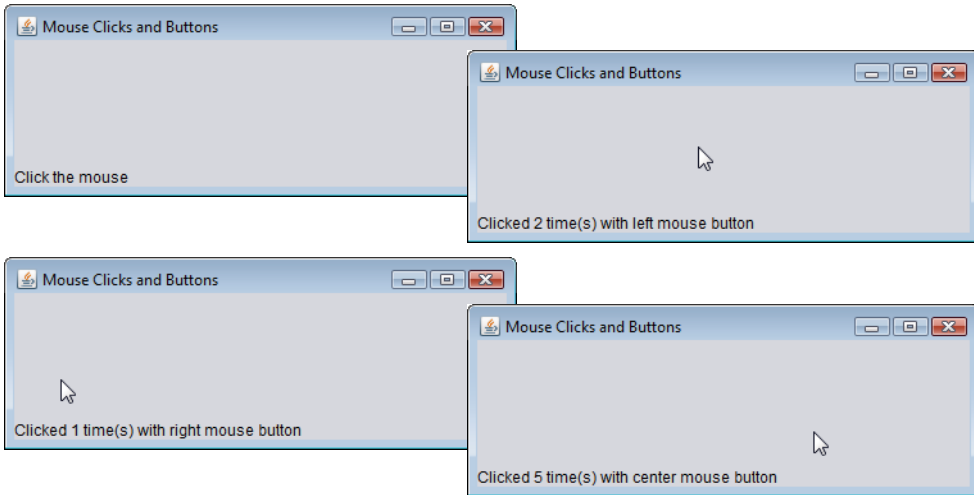 Mouse Clicks and Buttons
Click the mouse
Mouse Clicks and Buttons
Clicked 2 time(s) with left mouse button
Mouse Clicks and Buttons
Clicked 1 time(s) with right mouse button
Mouse Clicks and Buttons
Clicked 5 time(s) with center mouse button